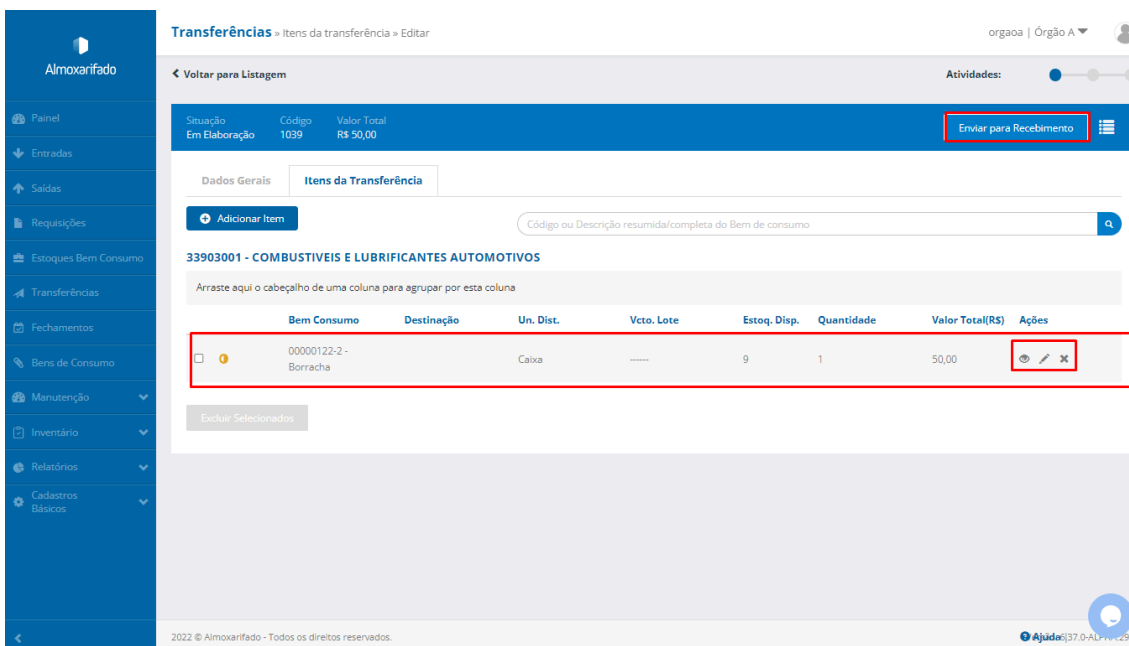 Almoxarifado
Painel
Entradas
Saídas
Requisições
Estoques Bem Consumo
Transferências
Fechamentos
Bens de Consumo
Manutenção
Inventário
Relatórios
Cadastros
Básicos
Transferências » Itens da transferência » Editar
orgaoa | Órgão A
Voltar para Listagem
Atividades:
Situação Código Valor Total
Em Elaboração 1039 R$ 50,00
Enviar para Recebimento
Dados Gerais Itens da Transferência
Adicionar Item
Código ou Descrição resumida/completa do Bem de consumo
33903001 - COMBUSTIVEIS E LUBRIFICANTES AUTOMOTIVOS
Arraste aqui o cabeçalho de uma coluna para agrupar por esta coluna
Bem Consumo Destinação Un. Dist. Vcto. Lote Estoq. Disp. Quantidade Valor Total(R$) Ações
00000122-2 -
Borracha
Caixa ------ 9 1 50,00
Excluir Selecionados
2022 © Almoxarifado - Todos os direitos reservados.
Ajuda